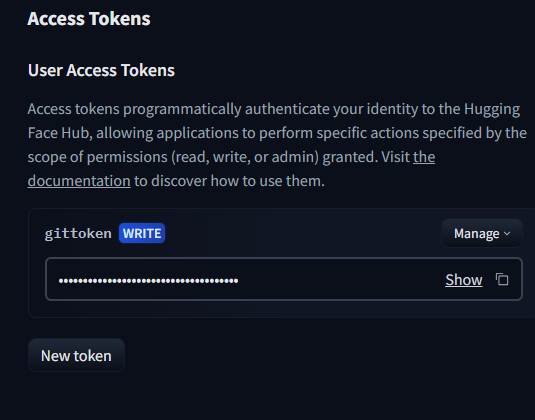 Access Tokens
User Access Tokens
Access tokens programmatically authenticate your identity to the Hugging
Face Hub, allowing applications to perform specific actions specified by the
scope of permissions (read, write, or admin) granted. Visit the
documentation to discover how to use them.
gittoken WRITE Manage
•••••••••••••••••••••••••••••••••••••  Show
New token